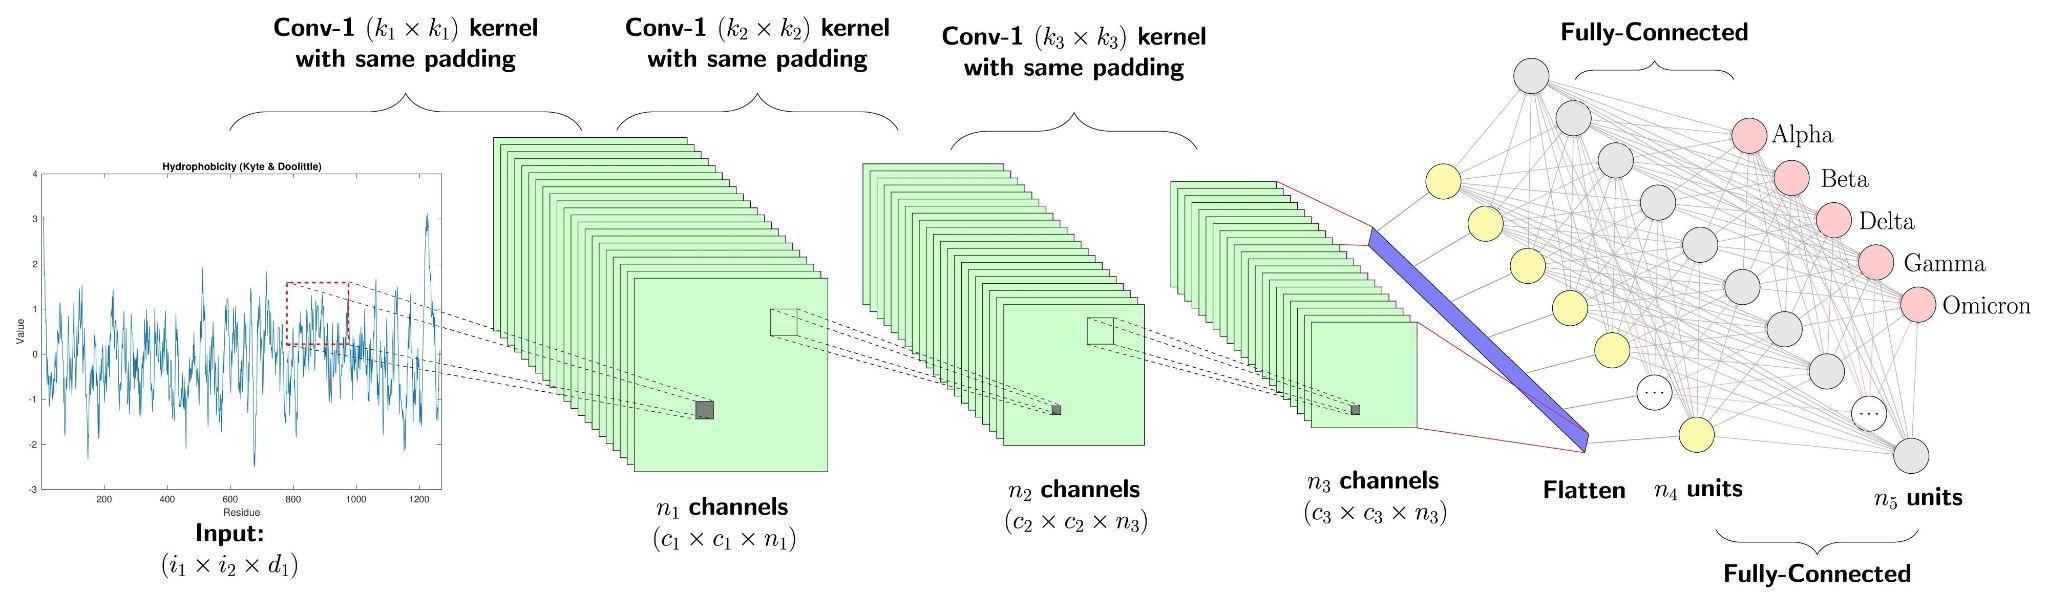 Conv-1 (k₁ × k₁) kernel
with same padding
Conv-1 (k₂ × k₂) kernel
with same padding
Conv-1 (k₃ × k₃) kernel
with same padding
Fully-Connected
Hydrophobicity (Kyte & Doolittle)
4
3
2
1
0
-1
-2
-3
Value
200
400
600
800
1000
1200
Residue
Input:
(i₁ × i₂ × d₁)
n₁ channels
(c₁ × c₁ × n₁)
n₂ channels
(c₂ × c₂ × n₃)
n₃ channels
(c₃ × c₃ × n₃)
Flatten
n₄ units
...
Alpha
Beta
Delta
Gamma
Omicron
...
n₅ units
Fully-Connected